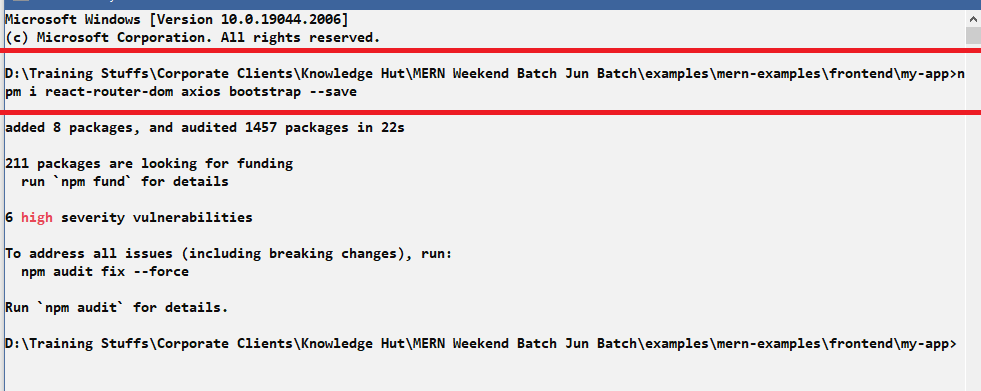 Microsoft Windows [Version 10.0.19044.2006]
(c) Microsoft Corporation. All rights reserved.
D:\Training Stuffs\Corporate Clients\Knowledge Hut\MERN Weekend Batch Jun Batch\examples\mern-examples\frontend\my-app>n
pm i react-router-dom axios bootstrap --save
added 8 packages, and audited 1457 packages in 22s
211 packages are looking for funding
run `npm fund` for details
6 high severity vulnerabilities
To address all issues (including breaking changes), run:
npm audit fix --force
Run `npm audit` for details.
D:\Training Stuffs\Corporate Clients\Knowledge Hut\MERN Weekend Batch Jun Batch\examples\mern-examples\frontend\my-app>